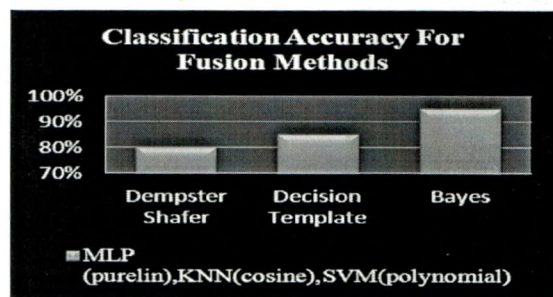 Classification Accuracy For
Fusion Methods
100%
90%
80%
70%
Dempster
Shafer
Decision
Template
Bayes
MLP
(purelin),KNN(cosine),SVM(polynomial)